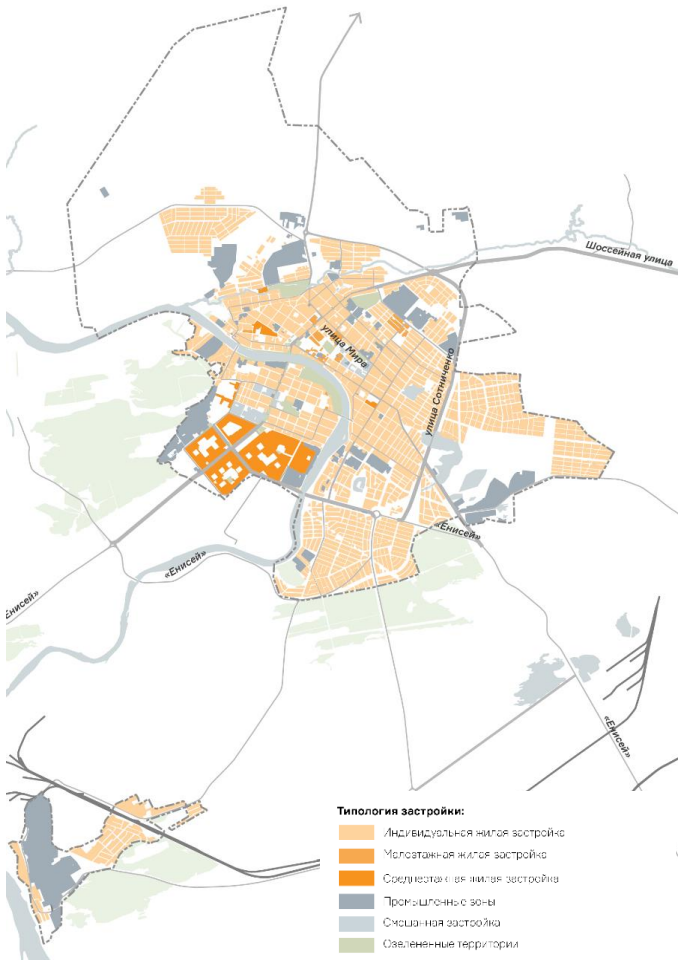 Шоссейная улица
улица Мира
улица Сотниченко
«Енисей»
«Енисей»
«Енисей»
«Енисей»
Типология застройки:
Индивидуальная жилая застройка
Малоэтажная жилая застройка
Среднеэтажная жилая застройка
Промышленные зоны
Смешанная застройка
Озелененные территории